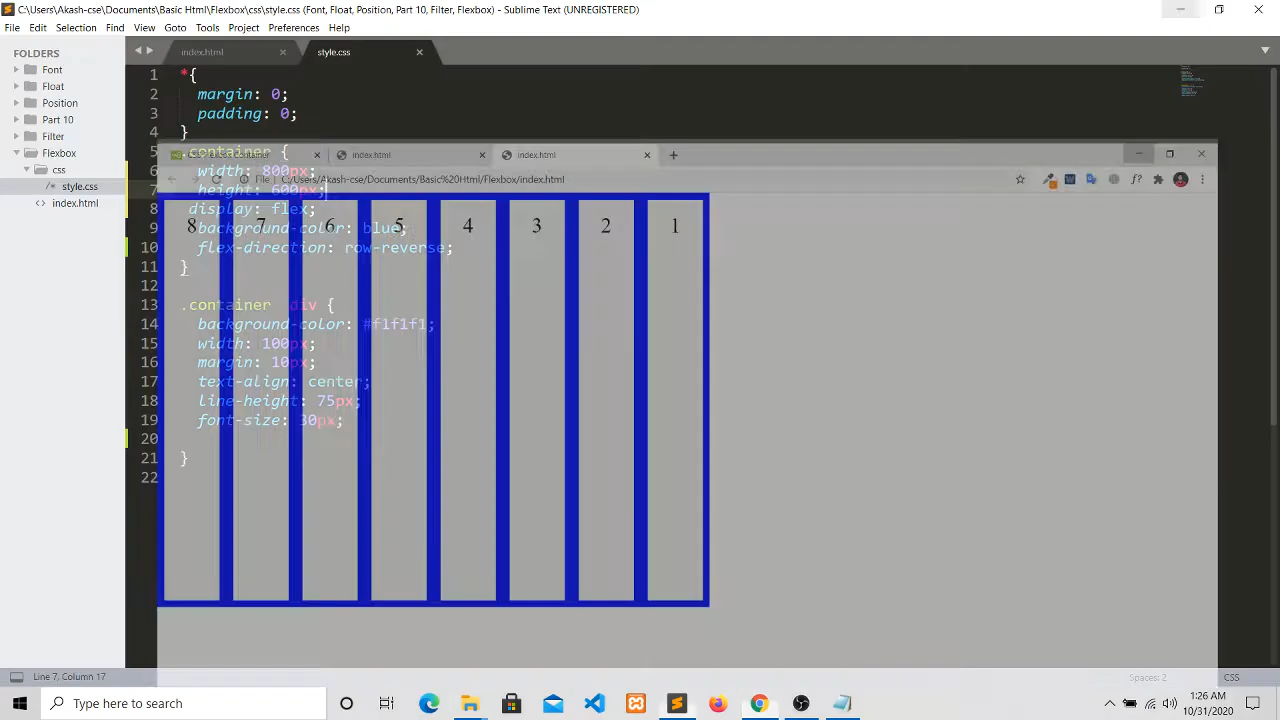 C:\Users\Akash-cse\Documents\Basic Html\Flexbox\css\style.css (Font, Float, Position, Part 10, Filter, Flexbox) - Sublime Text (UNREGISTERED)
File Edit Selection Find View Goto Tools Project Preferences Help
FOLDERS
Font
Float
Position
Part 10
Filter
Flexbox
css
/* style.css
<> index.html
index.html
style.css
1 *{
2 margin: 0;
3 padding: 0;
4 }
5 .container {
6 width: 800px;
7 height: 600px;
8 display: flex;
9 background-color: blue;
10 flex-direction: row-reverse;
11 }
12
13 .container div {
14 background-color: #f1f1f1;
15 width: 100px;
16 margin: 10px;
17 text-align: center;
18 line-height: 75px;
19 font-size: 30px;
20
21 }
22
Container
index.html
index.html
File C:/Users/Akash-cse/Documents/Basic%20Html/Flexbox/index.html
8 7 6 5 4 3 2 1
Line 7, Column 17
Spaces: 2
CSS
Type here to search
1:26 AM
10/31/2020